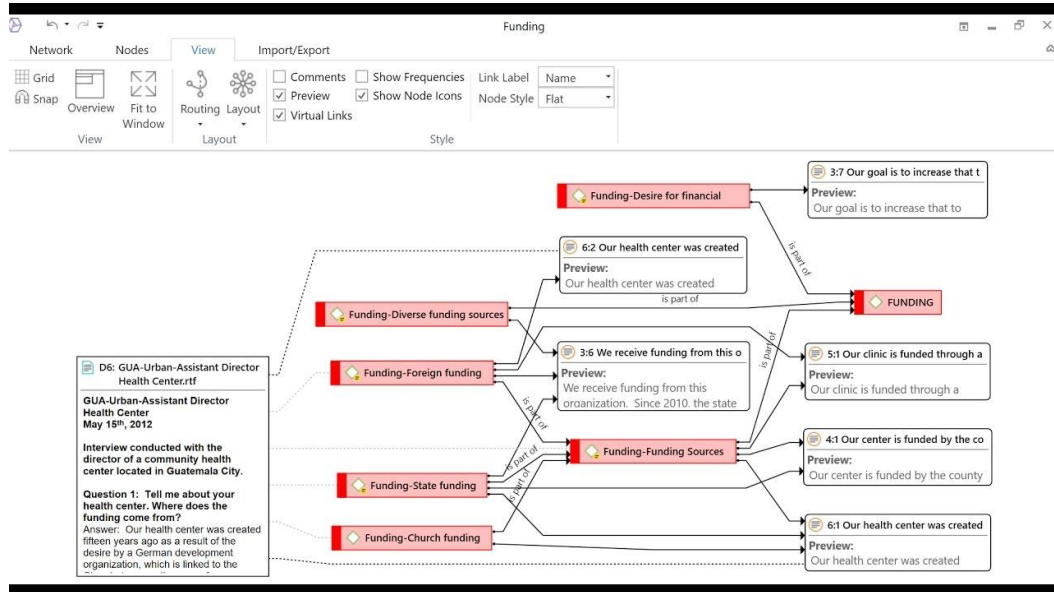 Funding
Network Nodes View Import/Export
Grid
Snap
Overview
Fit to
Window
View
Routing
Layout
Layout
Comments
Show Frequencies
Preview
Show Node Icons
Virtual Links
Link Label Name
Node Style Flat
Style
Funding-Desire for financial
3:7 Our goal is to increase that t
Preview:
Our goal is to increase that to
is part of
6:2 Our health center was created
Preview:
Our health center was created
is part of
FUNDING
Funding-Diverse funding sources
3:6 We receive funding from this o
Preview:
We receive funding from this
organization. Since 2010, the state
is part of
5:1 Our clinic is funded through a
Preview:
Our clinic is funded through a
D6: GUA-Urban-Assistant Director
Health Center.rtf
GUA-Urban-Assistant Director
Health Center
May 15th, 2012
Interview conducted with the
director of a community health
center located in Guatemala City.
Question 1: Tell me about your
health center. Where does the
funding come from?
Answer: Our health center was created
fifteen years ago as a result of the
desire by a German development
organization, which is linked to the
Funding-Foreign funding
is part of
Funding-Funding Sources
4:1 Our center is funded by the co
Preview:
Our center is funded by the county
Funding-State funding
is part of
is part of
Funding-Church funding
6:1 Our health center was created
Preview:
Our health center was created